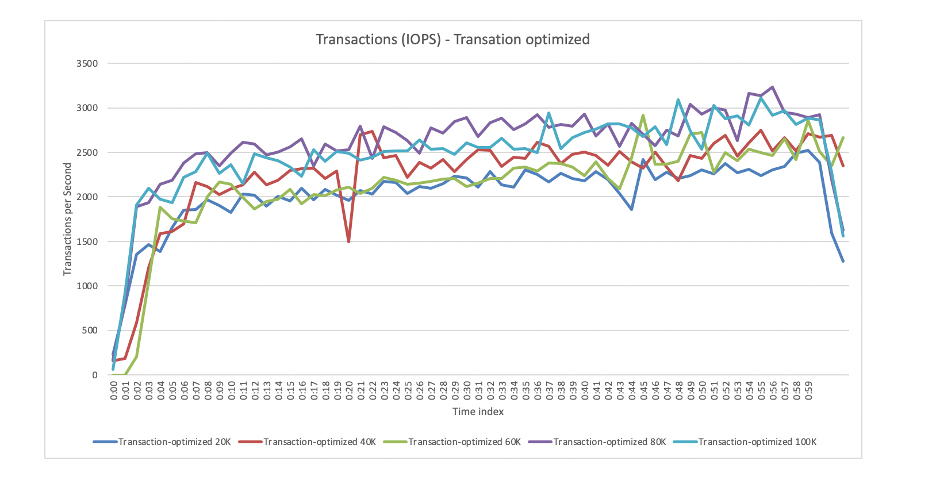 Transactions (IOPS) - Transation optimized
3500
3000
2500
2000
1500
1000
500
0
Transactions per Second
0:00 0:01 0:02 0:03 0:04 0:05 0:06 0:07 0:08 0:09 0:10 0:11 0:12 0:13 0:14 0:15 0:16 0:17 0:18 0:19 0:20 0:21 0:22 0:23 0:24 0:25 0:26 0:27 0:28 0:29 0:30 0:31 0:32 0:33 0:34 0:35 0:36 0:37 0:38 0:39 0:40 0:41 0:42 0:43 0:44 0:45 0:46 0:47 0:48 0:49 0:50 0:51 0:52 0:53 0:54 0:55 0:56 0:57 0:58 0:59
Time index
Transaction-optimized 20K Transaction-optimized 40K Transaction-optimized 60K Transaction-optimized 80K Transaction-optimized 100K